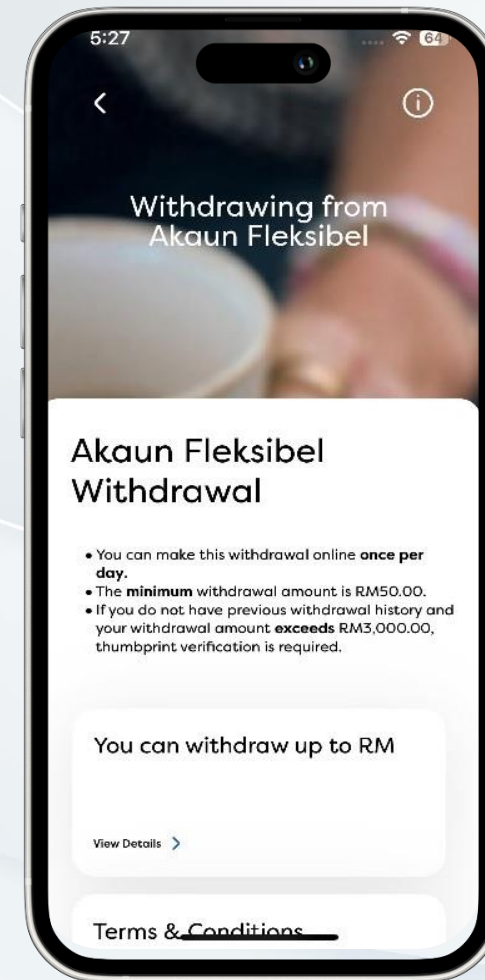 5:27
64
Withdrawing from
Akaun Fleksibel
Akaun Fleksibel
Withdrawal
• You can make this withdrawal online once per
day.
• The minimum withdrawal amount is RM50.00.
• If you do not have previous withdrawal history and
your withdrawal amount exceeds RM3,000.00,
thumbprint verification is required.
You can withdraw up to RM
View Details
Terms & Conditions